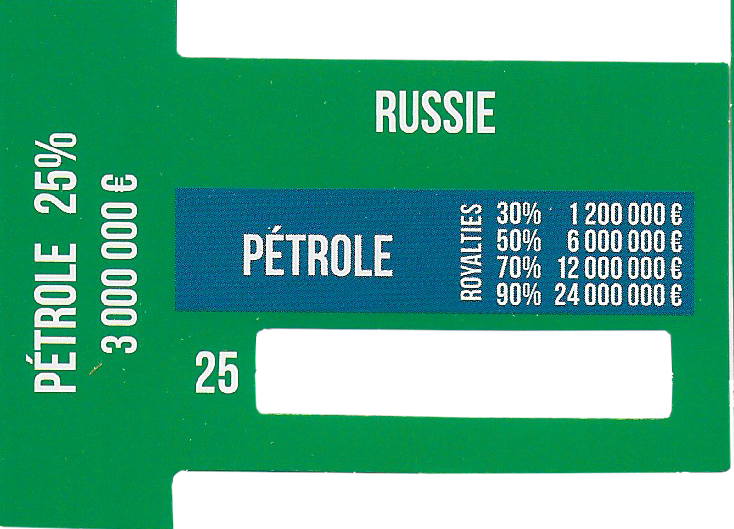 PÉTROLE 25%
3 000 000 €
RUSSIE
PÉTROLE
ROYALTIES
30% 1 200 000 €
50% 6 000 000 €
70% 12 000 000 €
90% 24 000 000 €
25